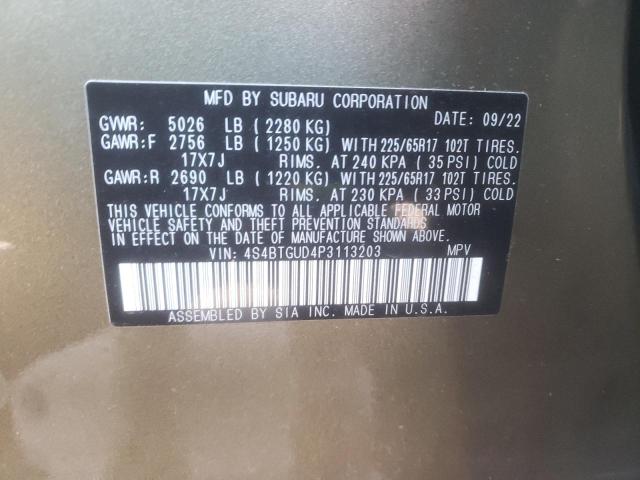 MFD BY SUBARU CORPORATION DATE: 09/22
GVWR: 5026 LB (2280 KG)
GAWR:F 2756 LB (1250 KG) WITH 225/65R17 102T TIRES.
17X7J RIMS. AT 240 KPA (35 PSI) COLD
GAWR:R 2690 LB (1220 KG) WITH 225/65R17 102T TIRES.
17X7J RIMS. AT 230 KPA (33 PSI) COLD
THIS VEHICLE CONFORMS TO ALL APPLICABLE FEDERAL MOTOR
VEHICLE SAFETY AND THEFT PREVENTION STANDARDS
IN EFFECT ON DATE OF MANUFACTURE SHOWN ABOVE.
VIN: 4S4BTGUD4P3113203 MPV
ASSEMBLED BY SIA INC. MADE IN U.S.A.